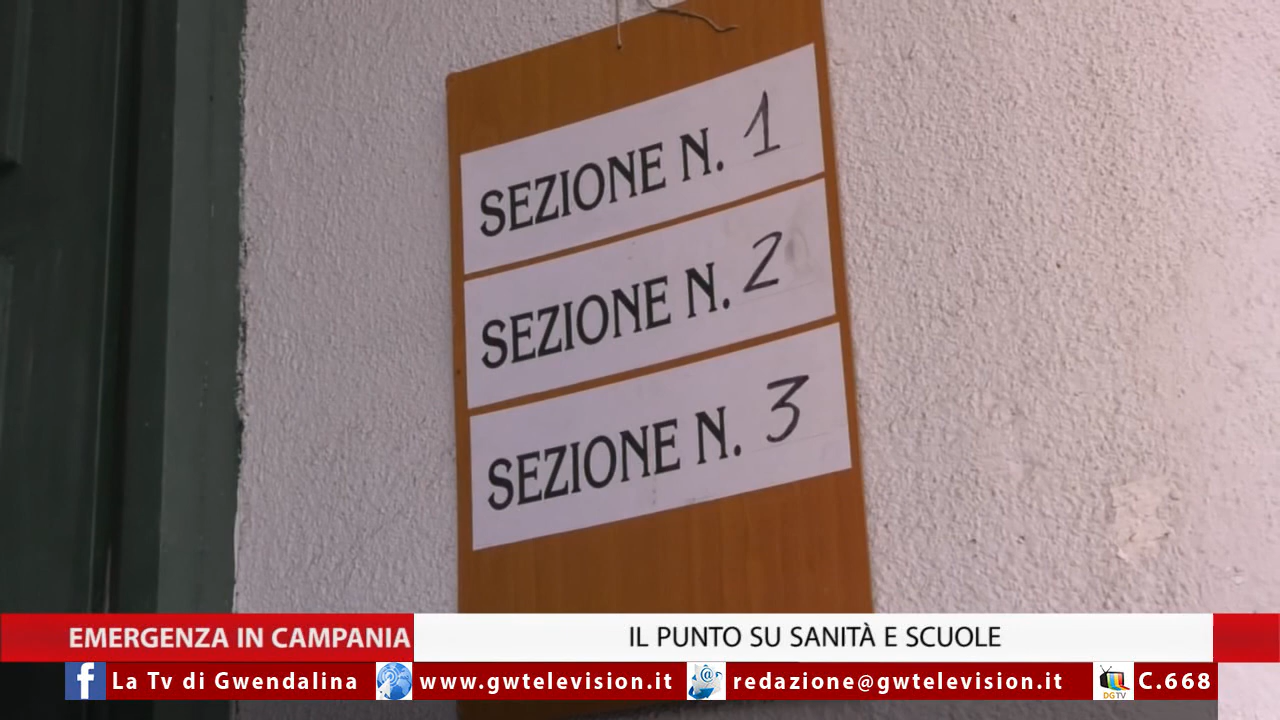 SEZIONE N. 1
SEZIONE N. 2
SEZIONE N. 3
EMERGENZA IN CAMPANIA IL PUNTO SU SANITÀ E SCUOLE
f La Tv di Gwendalina www.gwtelevision.it redazione@gwtelevision.it DGTV C.668